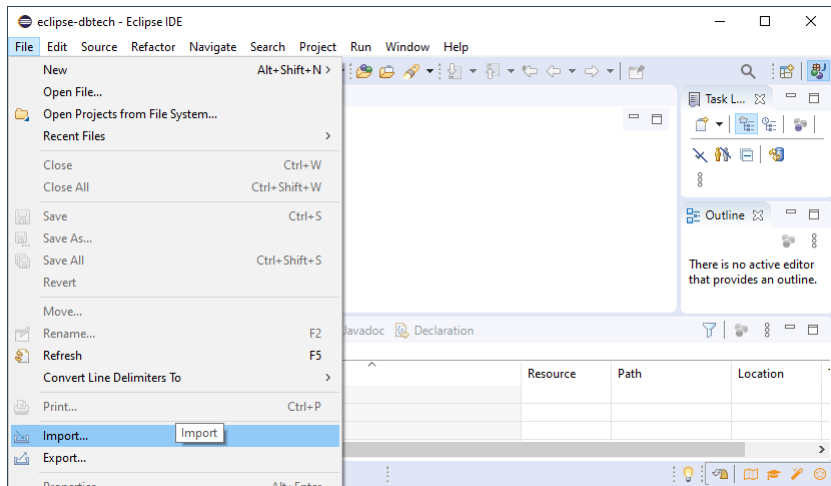 eclipse-dbtech - Eclipse IDE
File Edit Source Refactor Navigate Search Project Run Window Help
New Alt+Shift+N >
Open File...
Open Projects from File System...
Recent Files >
Close Ctrl+W
Close All Ctrl+Shift+W
Save Ctrl+S
Save As...
Save All Ctrl+Shift+S
Revert
Move...
Rename... F2
Refresh F5
Convert Line Delimiters To >
Print... Ctrl+P
Import...
Import
Export...
Properties Alt+Enter
Task L...
Outline
There is no active editor
that provides an outline.
Javadoc Declaration
Resource Path Location